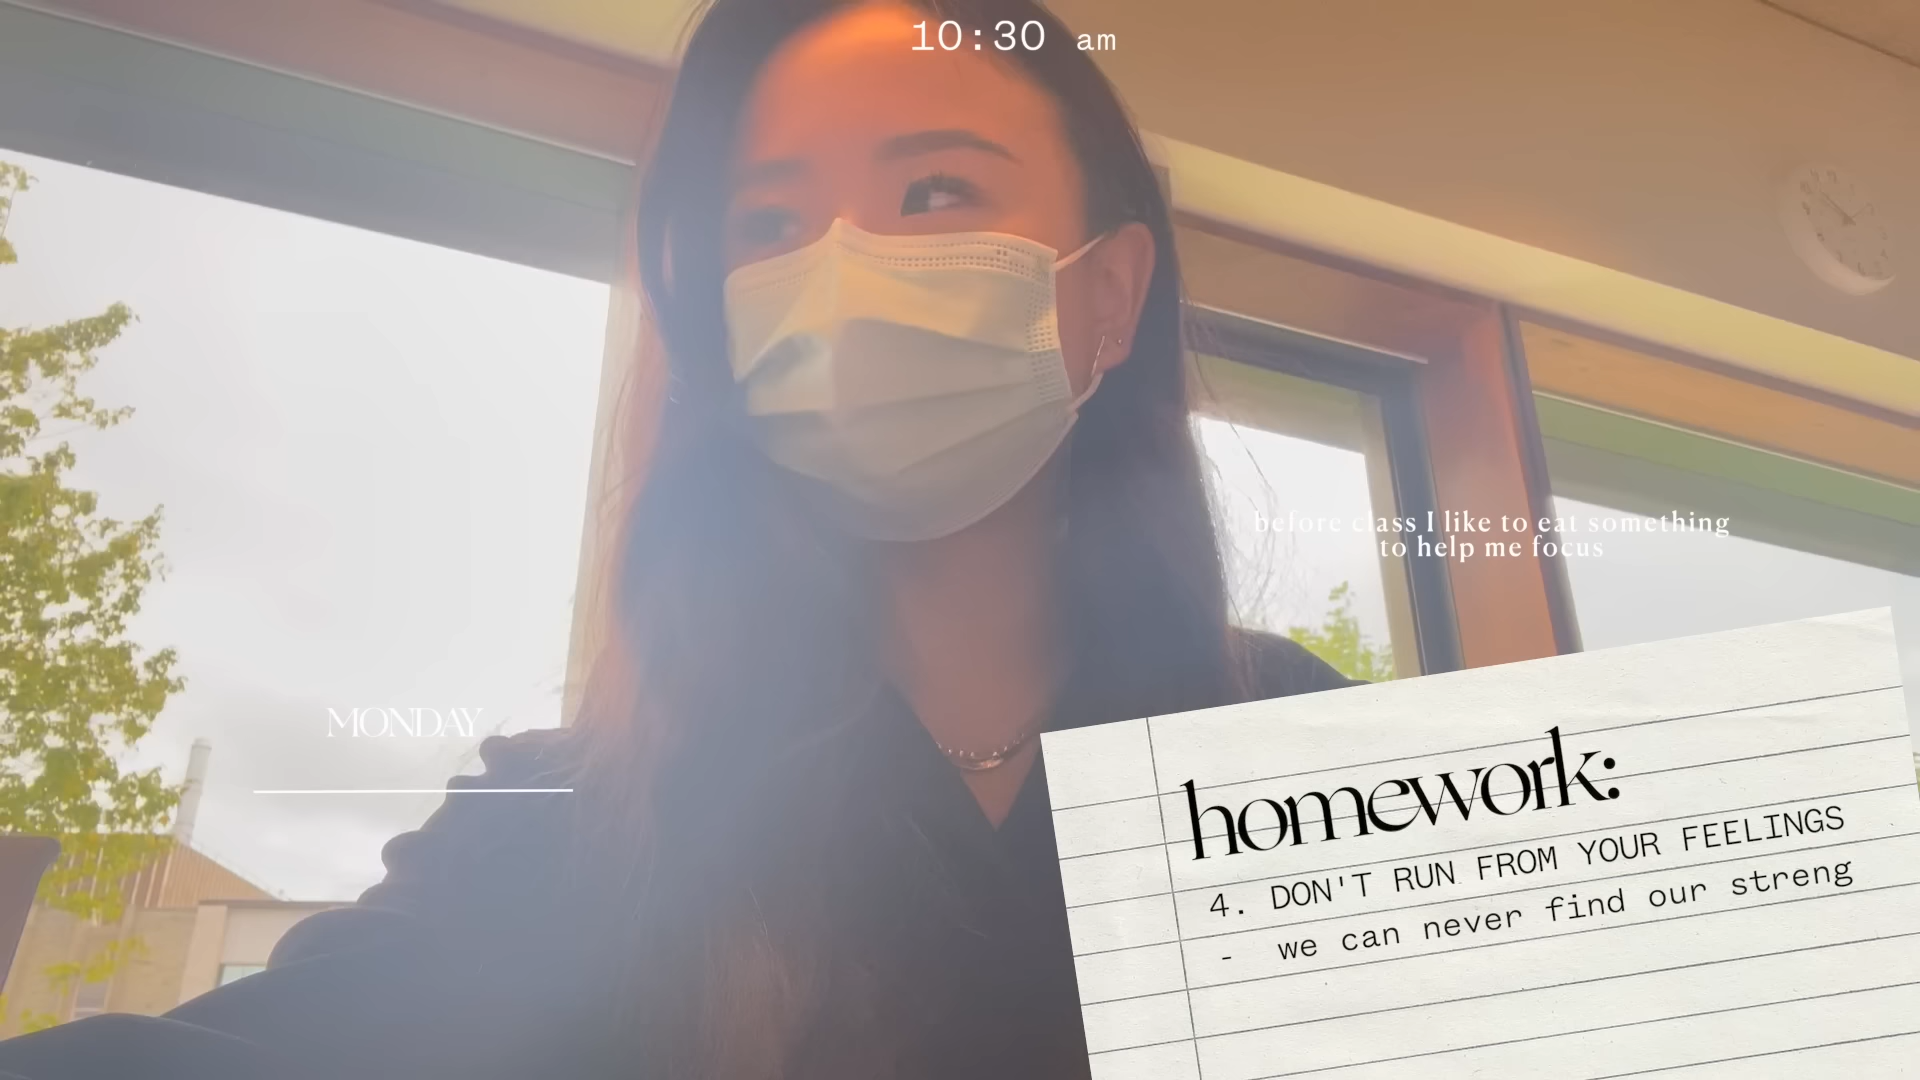 10:30 am
before class I like to eat something
to help me focus
MONDAY
homework:
4. DON'T RUN FROM YOUR FEELINGS
- we can never find our streng